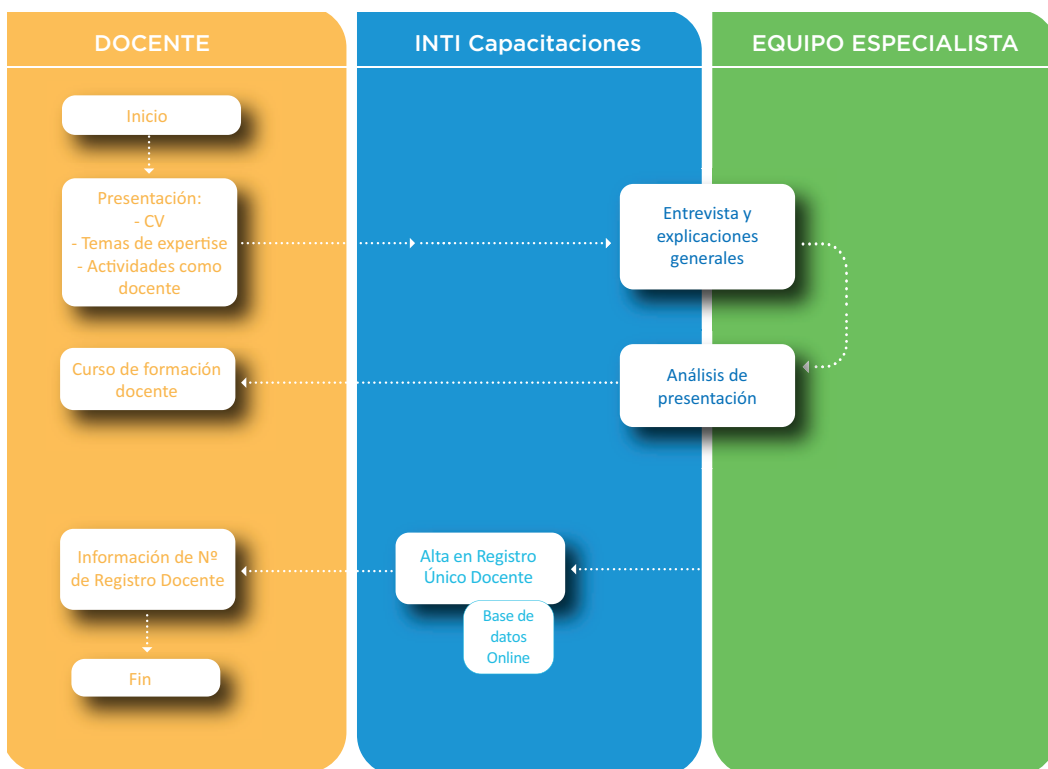 DOCENTE
INTI Capacitaciones
EQUIPO ESPECIALISTA
Inicio
Presentación:
- CV
- Temas de expertise
- Actividades como
docente
Entrevista y
explicaciones
generales
Curso de formación
docente
Análisis de
presentación
Información de Nº
de Registro Docente
Alta en Registro
Único Docente
Base de
datos
Online
Fin